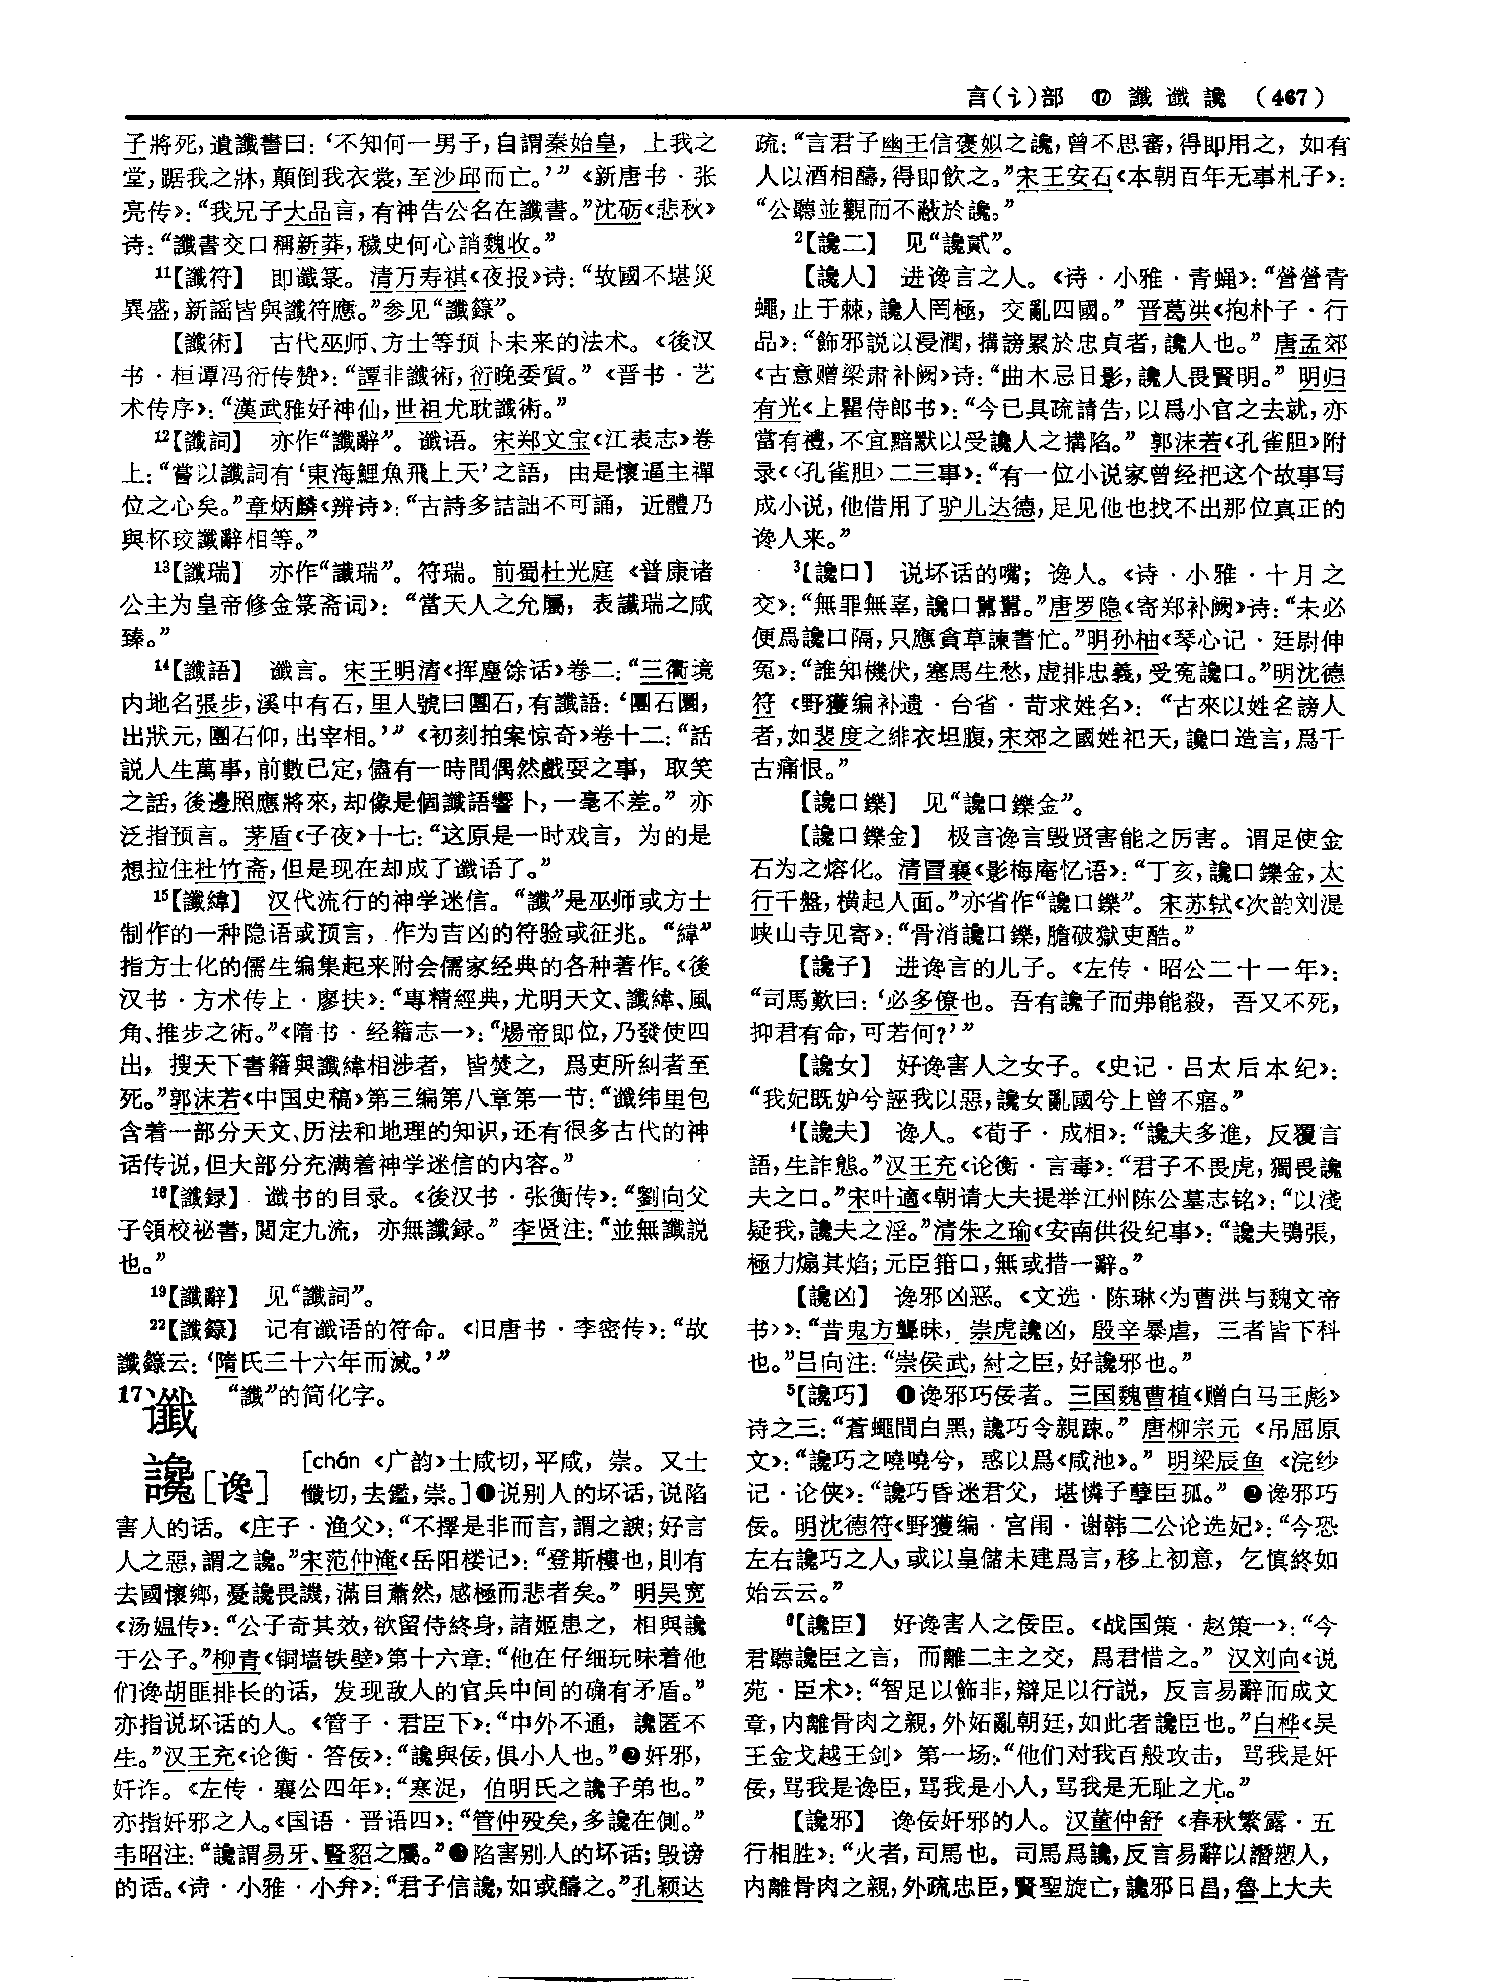 言(讠)部 ⑰ 讖 谶 讒 (467)
子將死，遺讖書曰：‘不知何一男子，自謂秦始皇，上我之
堂，踞我之牀，顛倒我衣裳，至沙邱而亡。’”《新唐书·张
亮传》：“我兄子大品言，有神告公名在讖書。”沈砺《悲秋》
诗：“讖書交口稱新莽，穢史何心誚魏收。”
11【讖符】 即谶箓。清万寿祺《夜报》诗：“故國不堪災
異盛，新謡皆與讖符應。”参见“讖籙”。
【讖術】 古代巫师、方士等预卜未来的法术。《後汉
书·桓谭冯衍传赞》：“譚非讖術，衍晚委質。”《晋书·艺
术传序》：“漢武雅好神仙，世祖尤耽讖術。”
12【讖詞】 亦作“讖辭”。谶语。宋郑文宝《江表志》卷
上：“嘗以讖詞有‘東海鯉魚飛上天’之語，由是懷逼主禪
位之心矣。”章炳麟《辨诗》：“古詩多詰詘不可誦，近體乃
與杯珓讖辭相等。”
13【讖瑞】 亦作“䜟瑞”。符瑞。前蜀杜光庭《普康诸
公主为皇帝修金箓斋词》：“當天人之允屬，表讖瑞之咸
臻。”
14【讖語】 谶言。宋王明清《挥麈馀话》卷二：“三衢境
内地名張步，溪中有石，里人號曰團石，有讖語：‘團石圜，
出狀元，團石仰，出宰相。’”《初刻拍案惊奇》卷十二：“話
説人生萬事，前數已定，儘有一時間偶然戲耍之事，取笑
之話，後邊照應將來，却像是個讖語響卜，一毫不差。”亦
泛指预言。茅盾《子夜》十七：“这原是一时戏言，为的是
想拉住杜竹斋，但是现在却成了谶语了。”
15【讖緯】 汉代流行的神学迷信。“讖”是巫师或方士
制作的一种隐语或预言，作为吉凶的符验或征兆。“緯”
指方士化的儒生编集起来附会儒家经典的各种著作。《後
汉书·方术传上·廖扶》：“專精經典，尤明天文、讖緯、風
角、推步之術。”《隋书·经籍志一》：“煬帝即位，乃發使四
出，搜天下書籍與讖緯相涉者，皆焚之，爲吏所糾者至
死。”郭沫若《中国史稿》第三编第八章第一节：“谶纬里包
含着一部分天文、历法和地理的知识，还有很多古代的神
话传说，但大部分充满着神学迷信的内容。”
16【讖録】 谶书的目录。《後汉书·张衡传》：“劉向父
子領校祕書，閲定九流，亦無讖録。”李贤注：“並無讖説
也。”
19【讖辭】 见“讖詞”。
22【讖籙】 记有谶语的符命。《旧唐书·李密传》：“故
讖籙云：‘隋氏三十六年而滅。’”
17谶 “讖”的简化字。
讒[谗] [chán《广韵》士咸切，平咸，崇。又士
懺切，去鑑，崇。]❶说别人的坏话，说陷
害人的话。《庄子·渔父》：“不擇是非而言，謂之諛；好言
人之惡，謂之讒。”宋范仲淹《岳阳楼记》：“登斯樓也，則有
去國懷鄉，憂讒畏譏，滿目蕭然，感極而悲者矣。”明吴宽
《汤媪传》：“公子奇其效，欲留侍終身，諸姬患之，相與讒
于公子。”柳青《铜墙铁壁》第十六章：“他在仔细玩味着他
们谗胡匪排长的话，发现敌人的官兵中间的确有矛盾。”
亦指说坏话的人。《管子·君臣下》：“中外不通，讒匿不
生。”汉王充《论衡·答佞》：“讒與佞，俱小人也。”❷奸邪，
奸诈。《左传·襄公四年》：“寒浞，伯明氏之讒子弟也。”
亦指奸邪之人。《国语·晋语四》：“管仲殁矣，多讒在側。”
韦昭注：“讒謂易牙、豎貂之屬。”❸陷害别人的坏话；毁谤
的话。《诗·小雅·小弁》：“君子信讒，如或醻之。”孔颖达
疏：“言君子幽王信褒姒之讒，曾不思審，得即用之，如有
人以酒相醻，得即飲之。”宋王安石《本朝百年无事札子》：
“公聽並觀而不蔽於讒。”
2【讒二】 见“讒貳”。
【讒人】 进谗言之人。《诗·小雅·青蝇》：“營營青
蠅，止于棘，讒人罔極，交亂四國。”晋葛洪《抱朴子·行
品》：“飾邪説以浸潤，搆謗累於忠貞者，讒人也。”唐孟郊
《古意赠梁肃补阙》诗：“曲木忌日影，讒人畏賢明。”明归
有光《上瞿侍郎书》：“今已具疏請告，以爲小官之去就，亦
當有禮，不宜黯默以受讒人之搆陷。”郭沫若《孔雀胆》附
录《〈孔雀胆〉二三事》：“有一位小说家曾经把这个故事写
成小说，他借用了驴儿达德，足见他也找不出那位真正的
谗人来。”
3【讒口】 说坏话的嘴；谗人。《诗·小雅·十月之
交》：“無罪無辜，讒口囂囂。”唐罗隐《寄郑补阙》诗：“未必
便爲讒口隔，只應貪草諫書忙。”明孙柚《琴心记·廷尉伸
冤》：“誰知機伏，塞馬生愁，虚排忠義，受冤讒口。”明沈德
符《野獲编补遗·台省·苛求姓名》：“古來以姓名謗人
者，如裴度之緋衣坦腹，宋郊之國姓祀天，讒口造言，爲千
古痛恨。”
【讒口鑠】 见“讒口鑠金”。
【讒口鑠金】 极言谗言毁贤害能之厉害。谓足使金
石为之熔化。清冒襄《影梅庵忆语》：“丁亥，讒口鑠金，太
行千盤，横起人面。”亦省作“讒口鑠”。宋苏轼《次韵刘湜
峡山寺见寄》：“骨消讒口鑠，膽破獄吏酷。”
【讒子】 进谗言的儿子。《左传·昭公二十一年》：
“司馬歎曰：‘必多僚也。吾有讒子而弗能殺，吾又不死，
抑君有命，可若何？’”
【讒女】 好谗害人之女子。《史记·吕太后本纪》：
“我妃既妒兮誣我以惡，讒女亂國兮上曾不寤。”
4【讒夫】 谗人。《荀子·成相》：“讒夫多進，反覆言
語，生詐態。”汉王充《论衡·言毒》：“君子不畏虎，獨畏讒
夫之口。”宋叶適《朝请大夫提举江州陈公墓志铭》：“以淺
疑我，讒夫之淫。”清朱之瑜《安南供役纪事》：“讒夫鴞張，
極力煽其焰；元臣箝口，無或措一辭。”
【讒凶】 谗邪凶恶。《文选·陈琳〈为曹洪与魏文帝
书〉》：“昔鬼方聾昧，崇虎讒凶，殷辛暴虐，三者皆下科
也。”吕向注：“崇侯武，紂之臣，好讒邪也。”
5【讒巧】 ❶谗邪巧佞者。三国魏曹植《赠白马王彪》
诗之三：“蒼蠅間白黑，讒巧令親踈。”唐柳宗元《吊屈原
文》：“讒巧之嘵嘵兮，惑以爲《咸池》。”明梁辰鱼《浣纱
记·论侠》：“讒巧昏迷君父，堪憐子孽臣孤。”❷谗邪巧
佞。明沈德符《野獲编·宫闱·谢韩二公论选妃》：“今恐
左右讒巧之人，或以皇儲未建爲言，移上初意，乞慎終如
始云云。”
6【讒臣】 好谗害人之佞臣。《战国策·赵策一》：“今
君聽讒臣之言，而離二主之交，爲君惜之。”汉刘向《说
苑·臣术》：“智足以飾非，辯足以行説，反言易辭而成文
章，内離骨肉之親，外妬亂朝廷，如此者讒臣也。”白桦《吴
王金戈越王剑》第一场：“他们对我百般攻击，骂我是奸
佞，骂我是谗臣，骂我是小人，骂我是无耻之尤。”
【讒邪】 谗佞奸邪的人。汉董仲舒《春秋繁露·五
行相胜》：“火者，司馬也。司馬爲讒，反言易辭以譖愬人，
内離骨肉之親，外疏忠臣，賢聖旋亡，讒邪日昌，魯上大夫